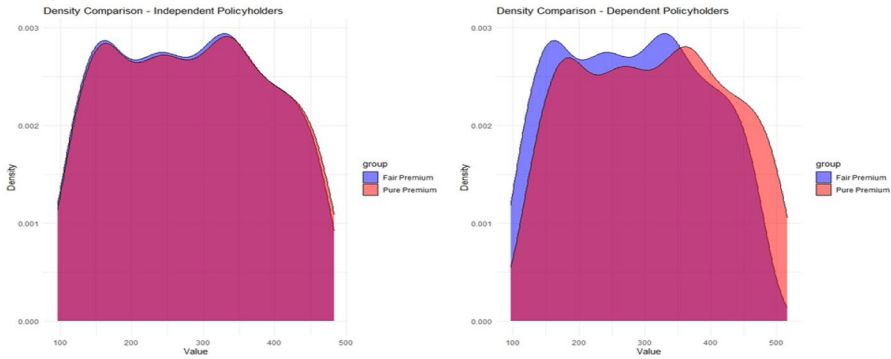 Density Comparison - Independent Policyholders
0.003
0.002
0.001
0.000
Density
100
200
300
400
500
Value
group
Fair Premium
Pure Premium
Density Comparison - Dependent Policyholders
0.003
0.002
0.001
0.000
Density
100
200
300
400
500
Value
group
Fair Premium
Pure Premium